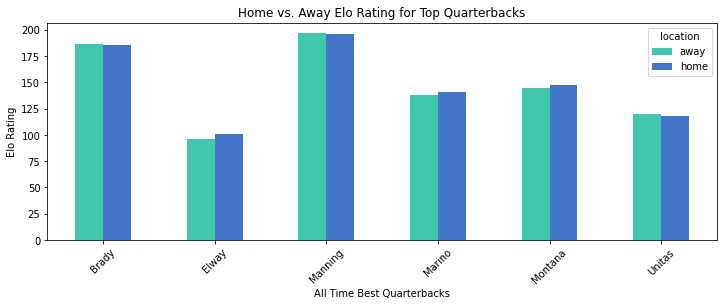 Home vs. Away Elo Rating for Top Quarterbacks
location
away
home
Elo Rating
200
175
150
125
100
75
50
25
0
Brady
Elway
Manning
Marino
Montana
Unitas
All Time Best Quarterbacks